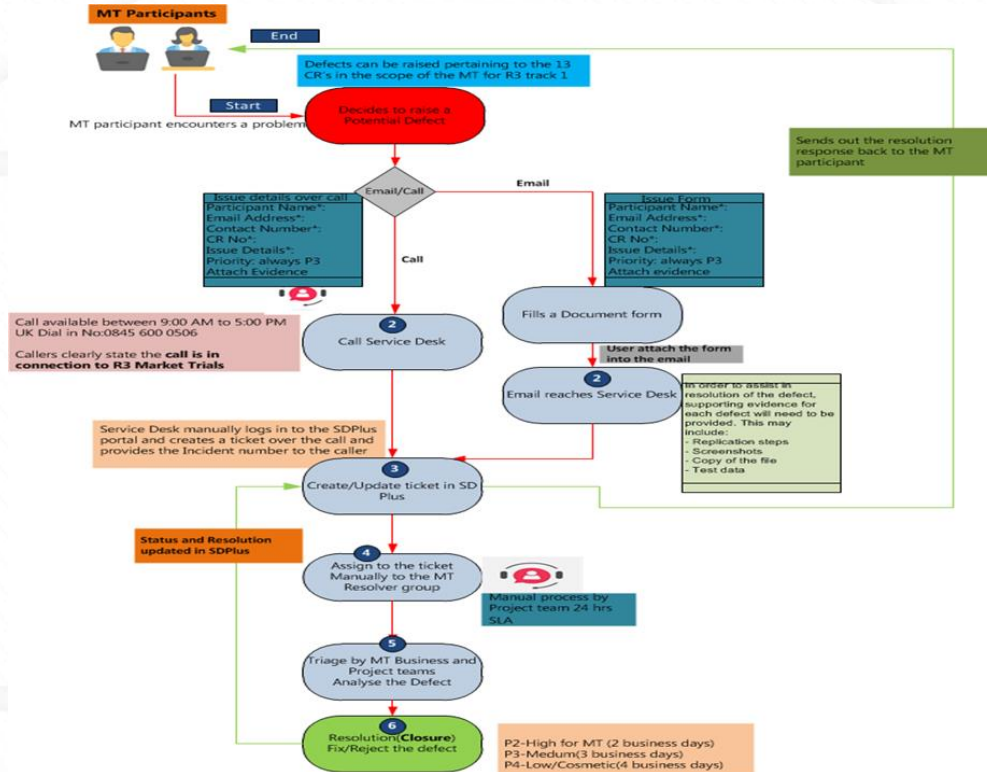 MT Participants
End
Defects can be raised pertaining to the 13
CR's in the scope of the MT for R3 track 1
Start
MT participant encounters a problem
Decides to raise a
Potential Defect
Sends out the resolution
response back to the MT
participant
Email/Call
Email
Call
Issue details over call
Participant Name*:
Email Address*:
Contact Number*:
CR No*:
Issue Details*:
Priority: always P3
Attach Evidence
Issue Form
Participant Name*:
Email Address*:
Contact Number*:
CR No*:
Issue Details*:
Priority: always P3
Attach evidence
Call available between 9:00 AM to 5:00 PM
UK Dial in No:0845 600 0506
Callers clearly state the call is in
connection to R3 Market Trials
2
Call Service Desk
Fills a Document form
User attach the form
into the email
2
Email reaches Service Desk
In order to assist in
resolution of the defect,
supporting evidence for
each defect will need to be
provided. This may
include:
- Replication steps
- Screenshots
- Copy of the file
- Test data
Service Desk manually logs in to the SDPlus
portal and creates a ticket over the call and
provides the Incident number to the caller
3
Create/Update ticket in SD
Plus
Status and Resolution
updated in SDPlus
4
Assign to the ticket
Manually to the MT
Resolver group
Manual process by
Project team 24 hrs
SLA
5
Triage by MT Business and
Project teams
Analyse the Defect
6
Resolution(Closure)
Fix/Reject the defect
P2-High for MT (2 business days)
P3-Medum(3 business days)
P4-Low/Cosmetic(4 business days)